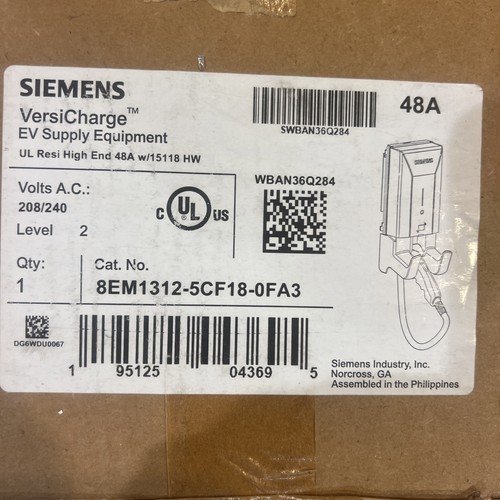 SIEMENS
VersiCharge™
EV Supply Equipment
UL Resi High End 48A w/15118 HW
SWBAN36Q284
48A
Volts A.C.:
208/240
Level 2
C UL US
WBAN36Q284
SIEMENS
Qty:
1
Cat. No.
8EM1312-5CF18-0FA3
DG6WDU0067
1 95125 04369 5
Siemens Industry, Inc.
Norcross, GA
Assembled in the Philippines